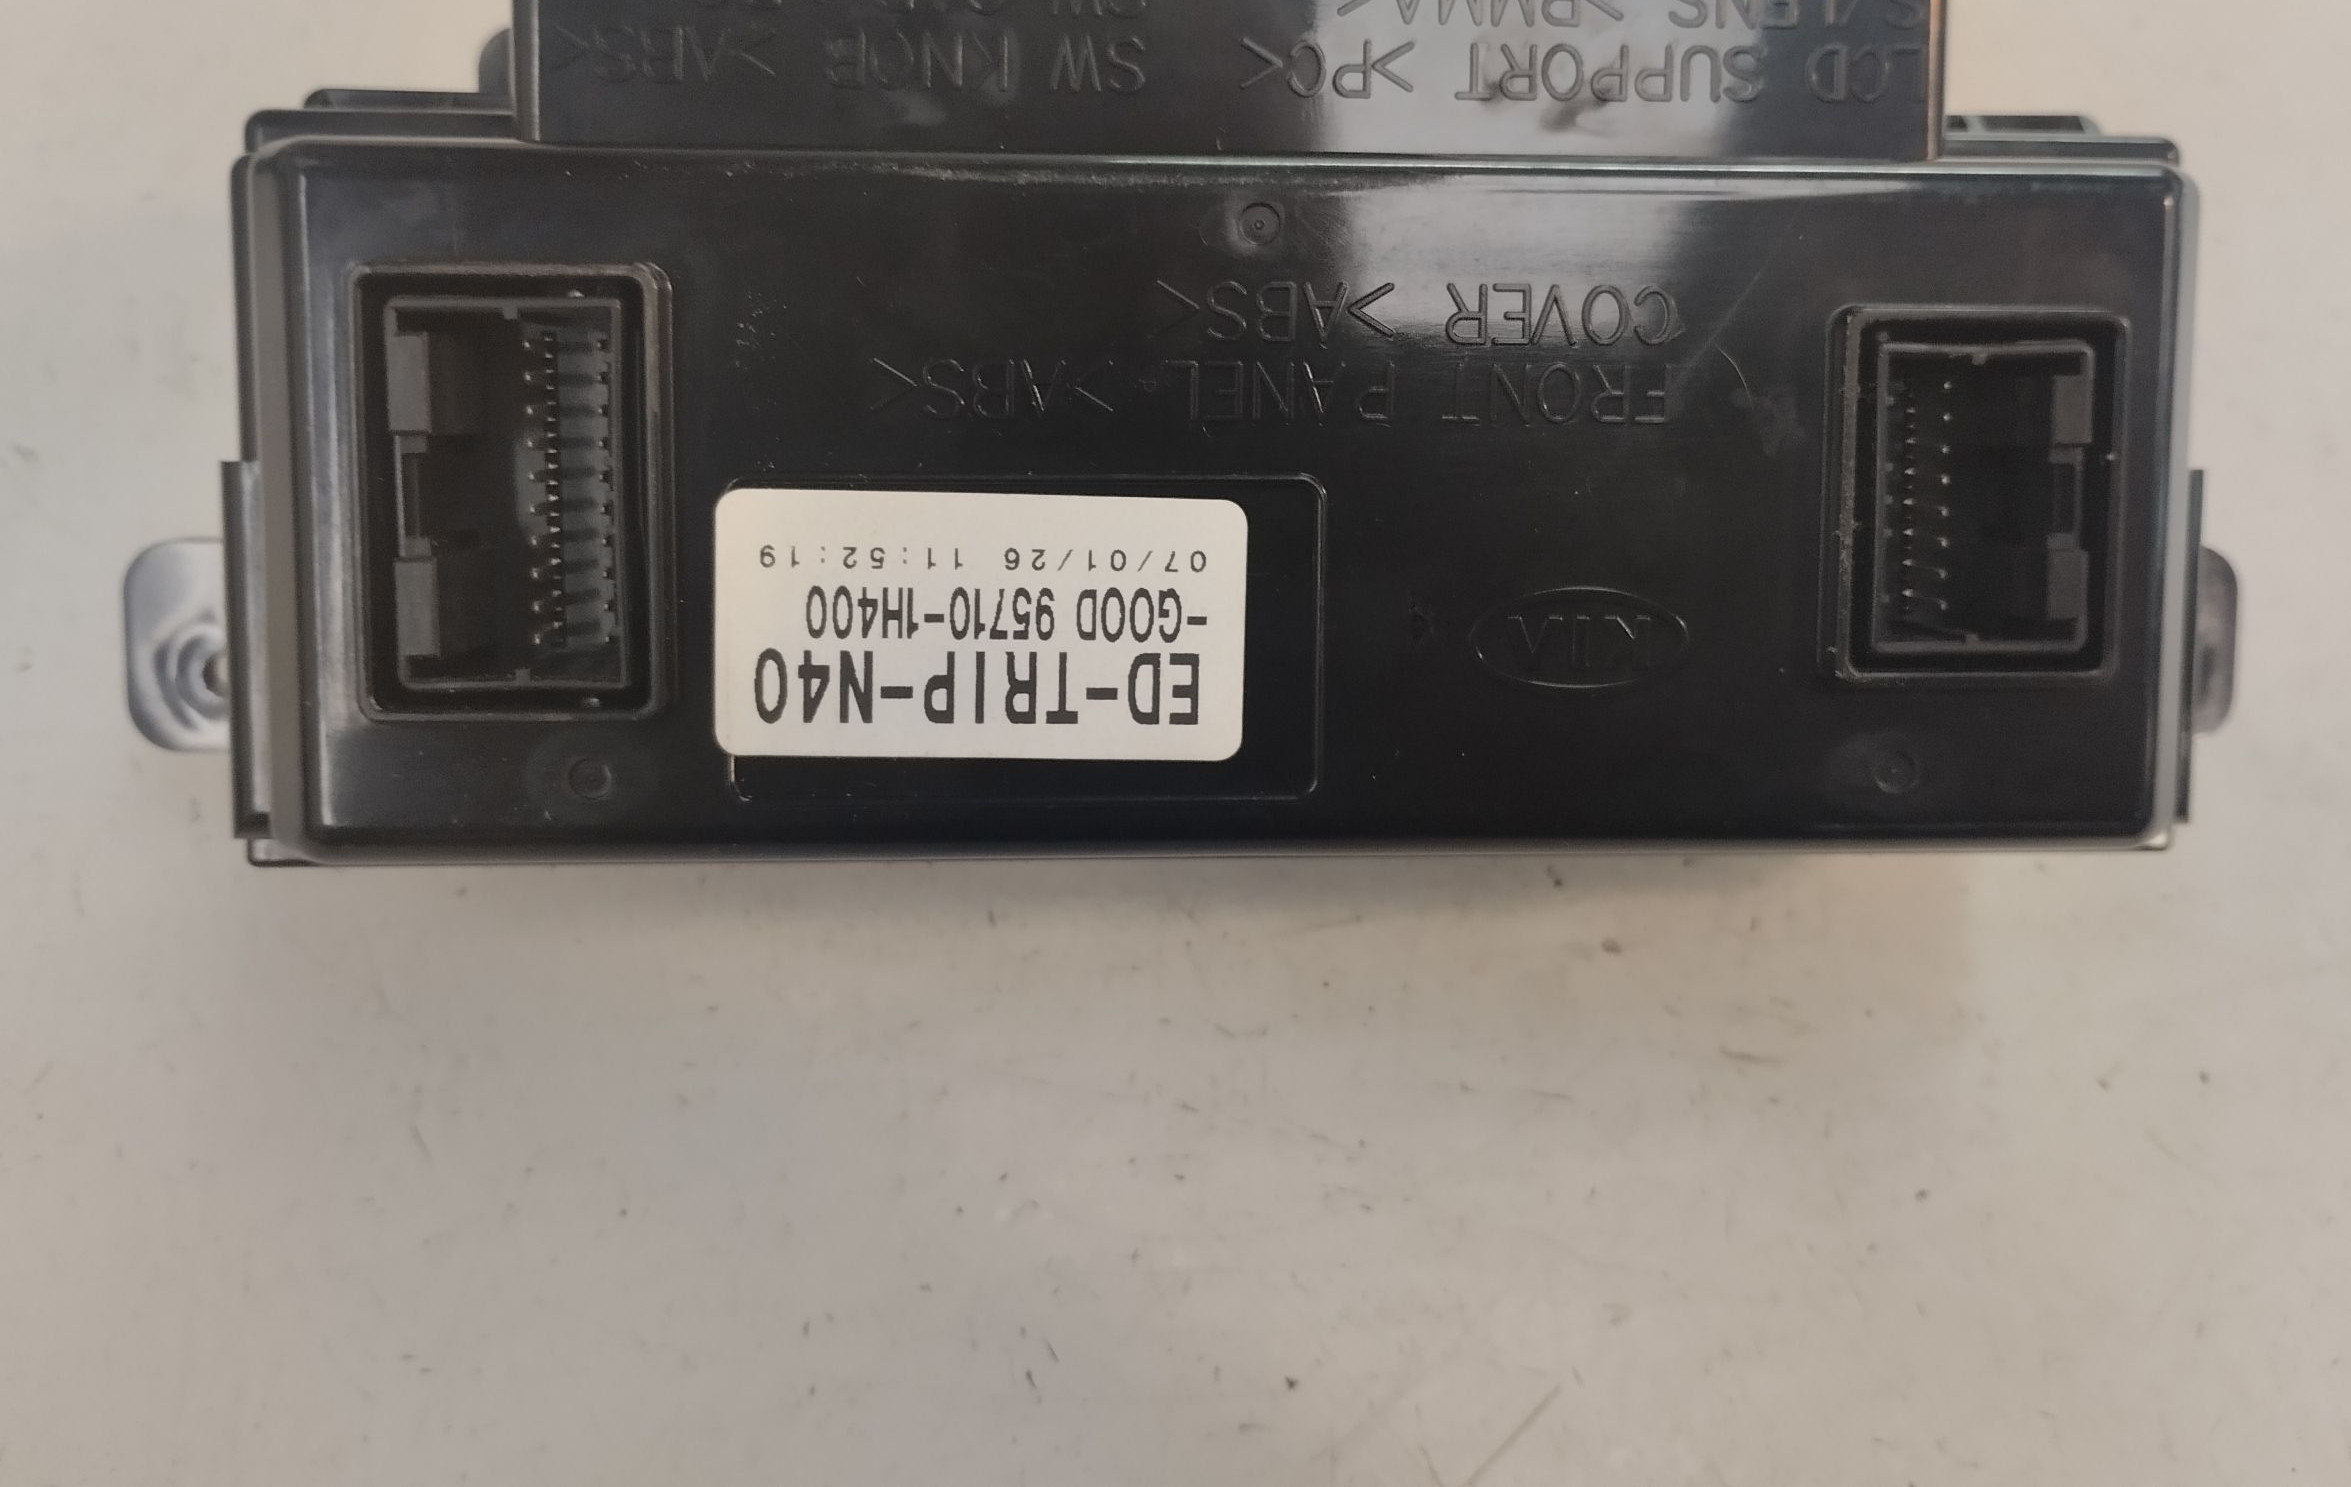 KIA
ED-TRIP-N40
-GOOD 95710-1H400
07/01/26 11:52:19
FRONT PANEL >ABS<
COVER >ABS<
LCD SUPPORT >PC<
SW KNOB >ABS<
>PMMA<